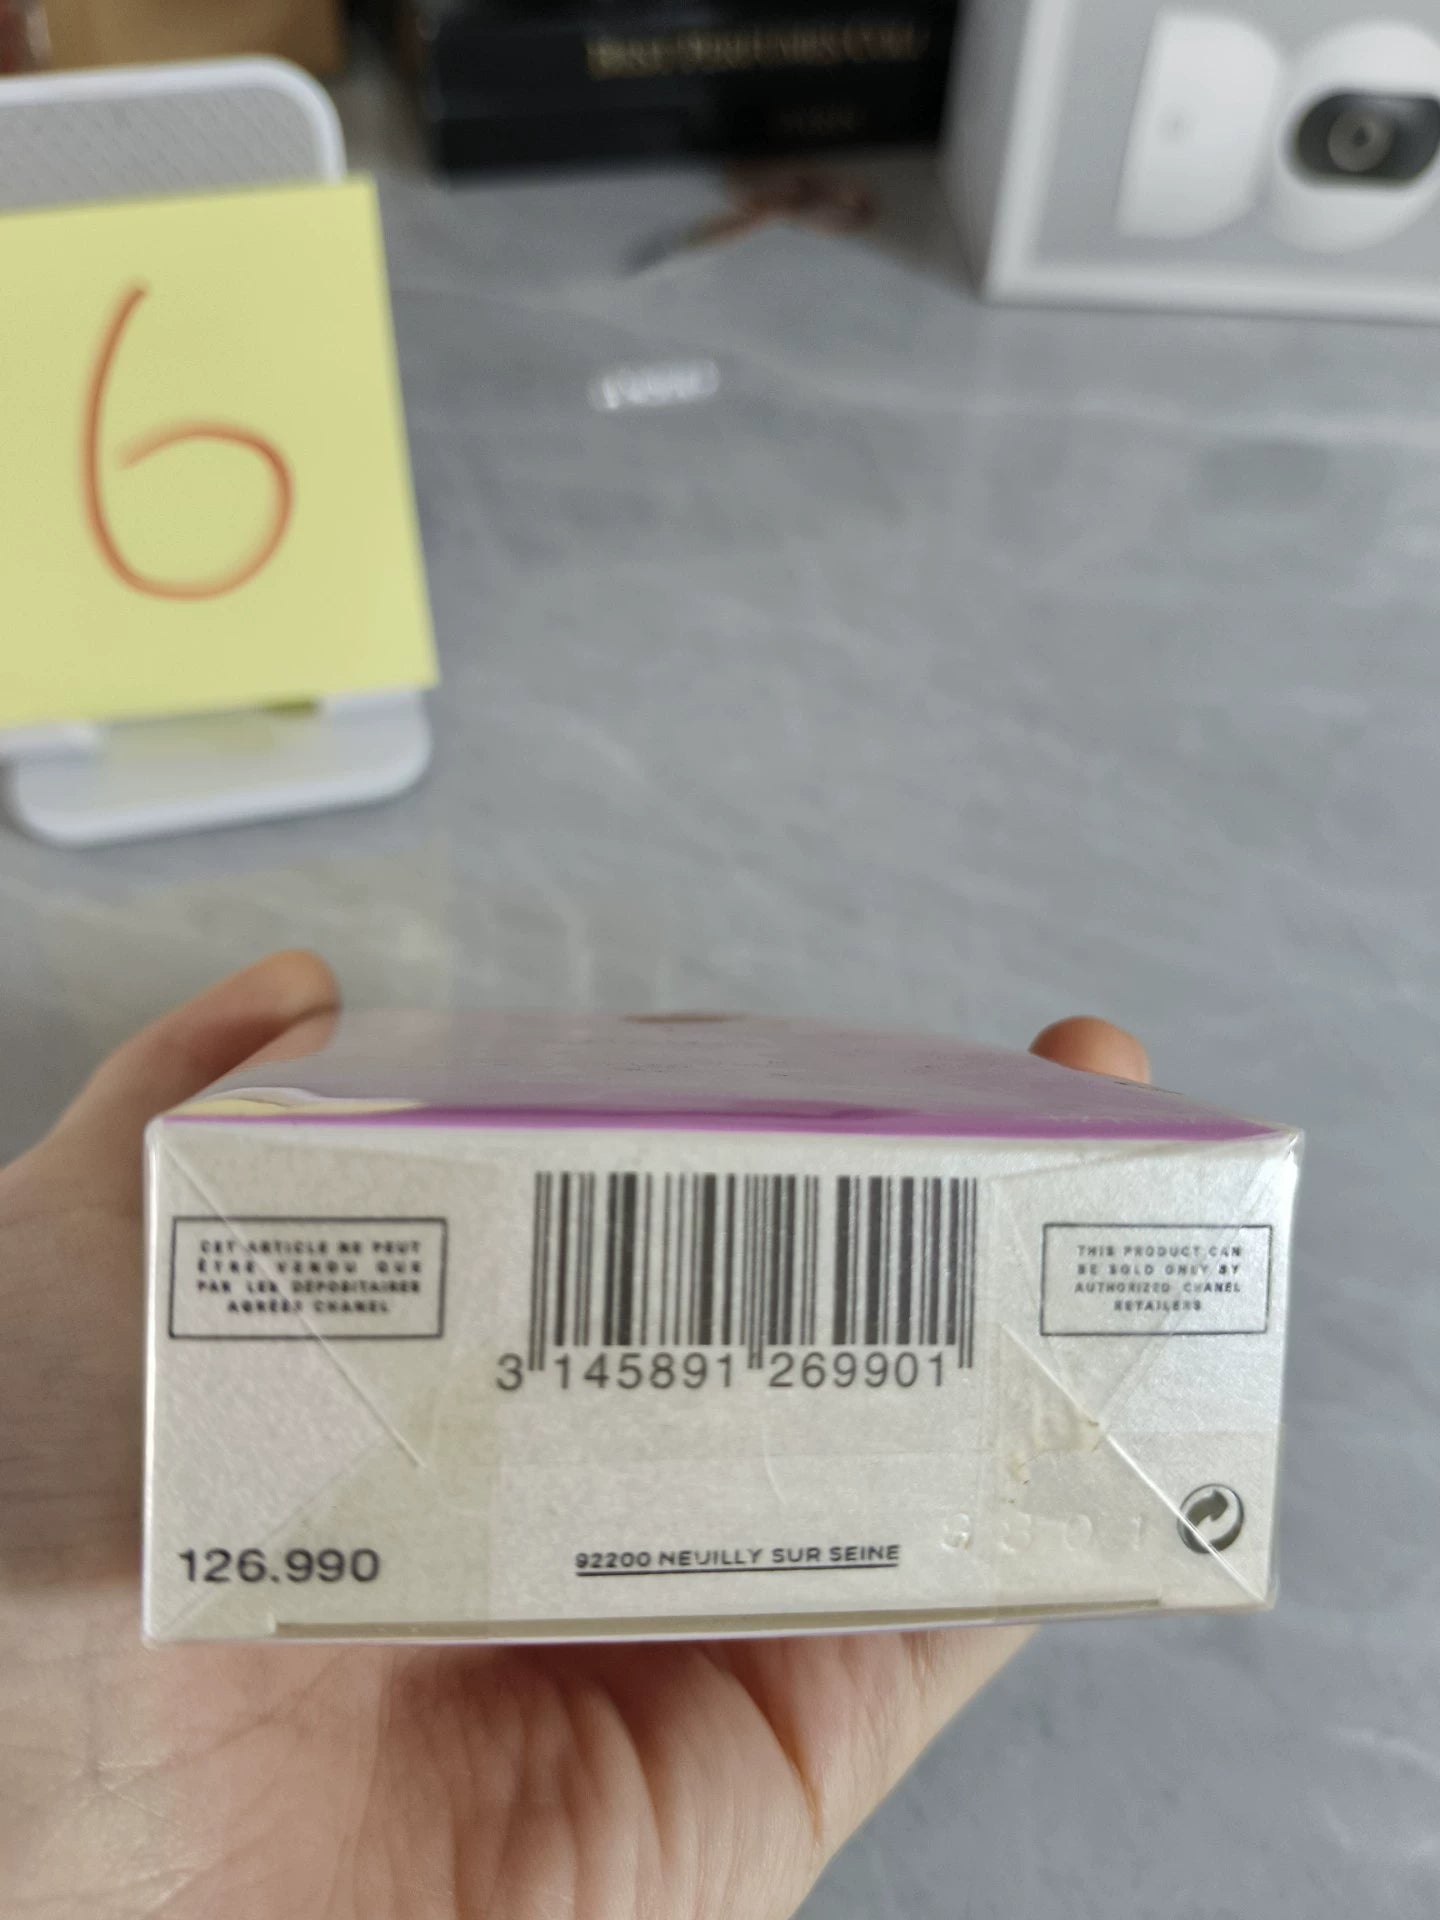 6
CET ARTICLE NE PEUT
ÊTRE VENDU QUE
PAR LES DÉPOSITAIRES
AGRÉÉS CHANEL
3 145891 269901
THIS PRODUCT CAN
BE SOLD ONLY BY
AUTHORIZED CHANEL
RETAILERS
126.990
92200 NEUILLY SUR SEINE